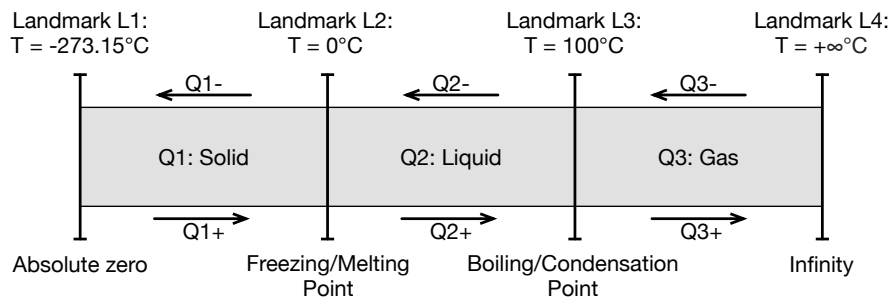 Landmark L1:
T = -273.15°C
Landmark L2:
T = 0°C
Landmark L3:
T = 100°C
Landmark L4:
T = +∞°C
Q1-
Q2-
Q3-
Q1: Solid
Q2: Liquid
Q3: Gas
Q1+
Q2+
Q3+
Absolute zero
Freezing/Melting
Point
Boiling/Condensation
Point
Infinity